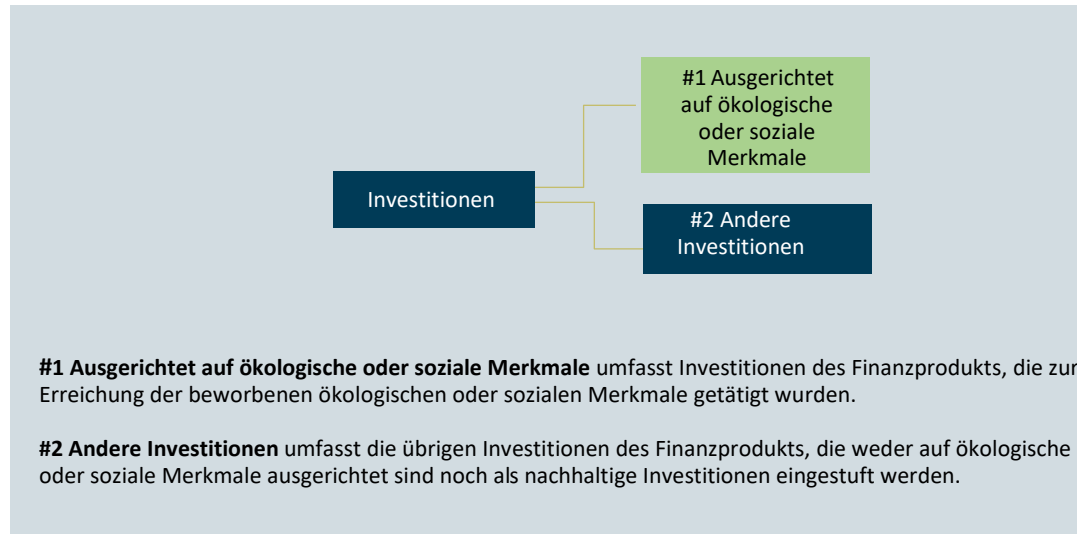 #1 Ausgerichtet
auf ökologische
oder soziale
Merkmale
Investitionen
#2 Andere
Investitionen
#1 Ausgerichtet auf ökologische oder soziale Merkmale umfasst Investitionen des Finanzprodukts, die zur
Erreichung der beworbenen ökologischen oder sozialen Merkmale getätigt wurden.
#2 Andere Investitionen umfasst die übrigen Investitionen des Finanzprodukts, die weder auf ökologische
oder soziale Merkmale ausgerichtet sind noch als nachhaltige Investitionen eingestuft werden.